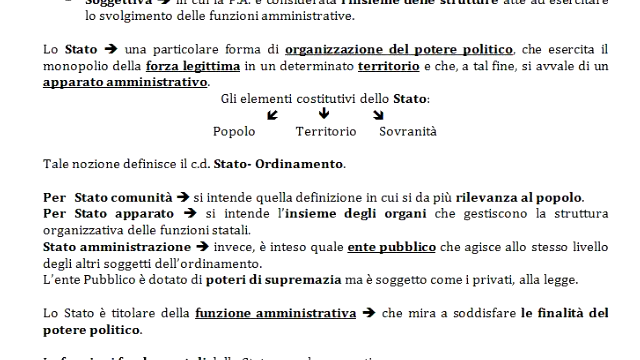 Soggettiva ➔ in cui la P.A. è considerata l'insieme delle strutture atte ad esercitare
lo svolgimento delle funzioni amministrative.
Lo Stato ➔ una particolare forma di organizzazione del potere politico, che esercita il
monopolio della forza legittima in un determinato territorio e che, a tal fine, si avvale di un
apparato amministrativo.
Gli elementi costitutivi dello Stato:
Popolo Territorio Sovranità
Tale nozione definisce il c.d. Stato- Ordinamento.
Per Stato comunità ➔ si intende quella definizione in cui si da più rilevanza al popolo.
Per Stato apparato ➔ si intende l'insieme degli organi che gestiscono la struttura
organizzativa delle funzioni statali.
Stato amministrazione ➔ invece, è inteso quale ente pubblico che agisce allo stesso livello
degli altri soggetti dell'ordinamento.
L'ente Pubblico è dotato di poteri di supremazia ma è soggetto come i privati, alla legge.
Lo Stato è titolare della funzione amministrativa ➔ che mira a soddisfare le finalità del
potere politico.